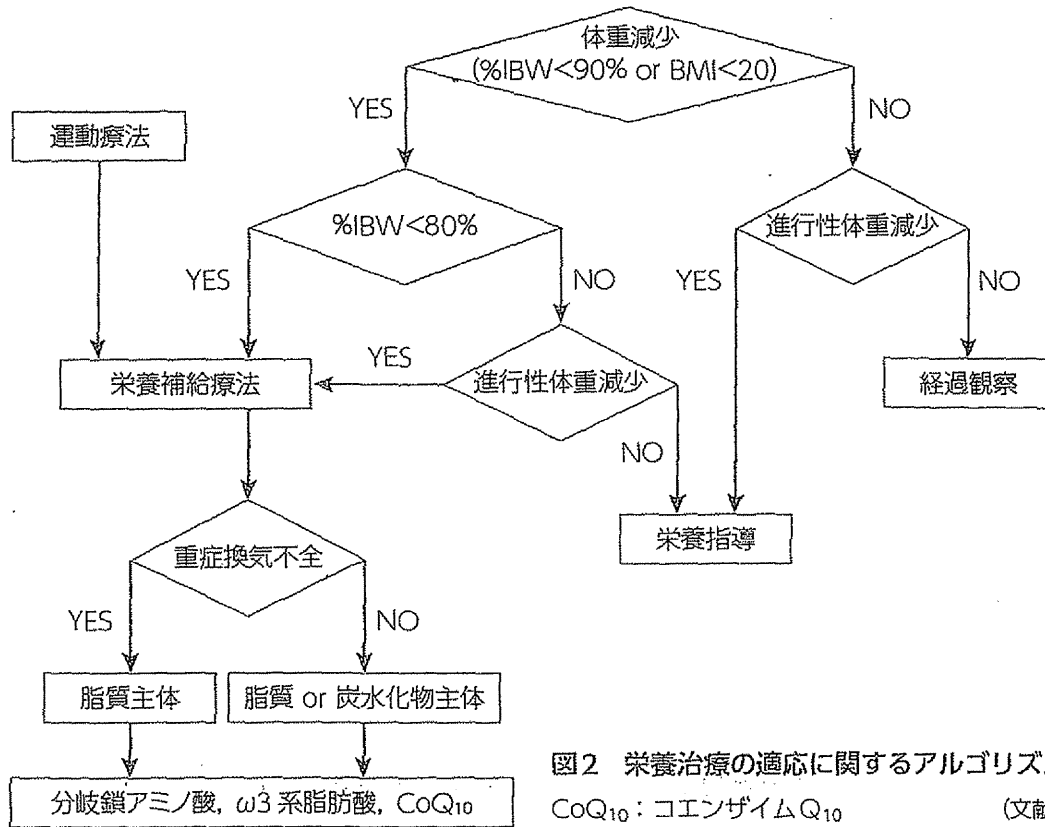 体重減少
(%IBW<90% or BMI<20)
YES
NO
運動療法
%IBW<80%
進行性体重減少
YES
NO
YES
NO
YES
栄養補給療法
進行性体重減少
経過観察
NO
栄養指導
重症換気不全
YES
NO
脂質主体
脂質 or 炭水化物主体
分岐鎖アミノ酸, ω3系脂肪酸, CoQ10
図2 栄養治療の適応に関するアルゴリズ
CoQ10：コエンザイムQ10
(文献